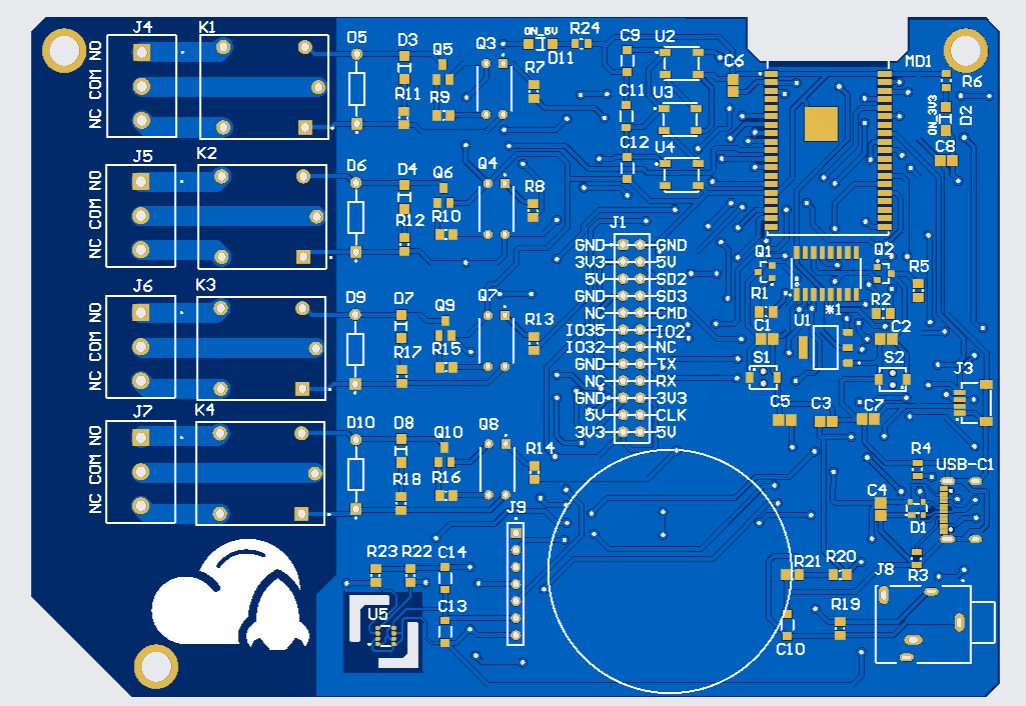 J4
K1
D5
D3
Q5
Q3
ON_5V
D11
R24
C9
U2
C6
MD1
R6
NC COM NO
R11
R9
R7
C11
U3
ON_3V3
D2
J5
K2
D6
D4
Q6
Q4
C12
U4
C8
NC COM NO
R12
R10
R8
J1
GND GND
3V3 5V
5V SD2
GND SD3
NC CMD
IO35 IO2
IO32 NC
GND TX
NC RX
GND 3V3
5V CLK
3V3 5V
Q1
Q2
R5
R1
R2
*1
U1
C1
C2
S1
S2
J3
J6
K3
D9
D7
Q9
Q7
R13
NC COM NO
R17
R15
C5
C3
C7
J7
K4
D10
D8
Q10
Q8
R14
NC COM NO
R18
R16
R4
USB-C1
C4
D1
R3
J9
R23
R22
C14
U5
C13
R21
R20
R19
C10
J8